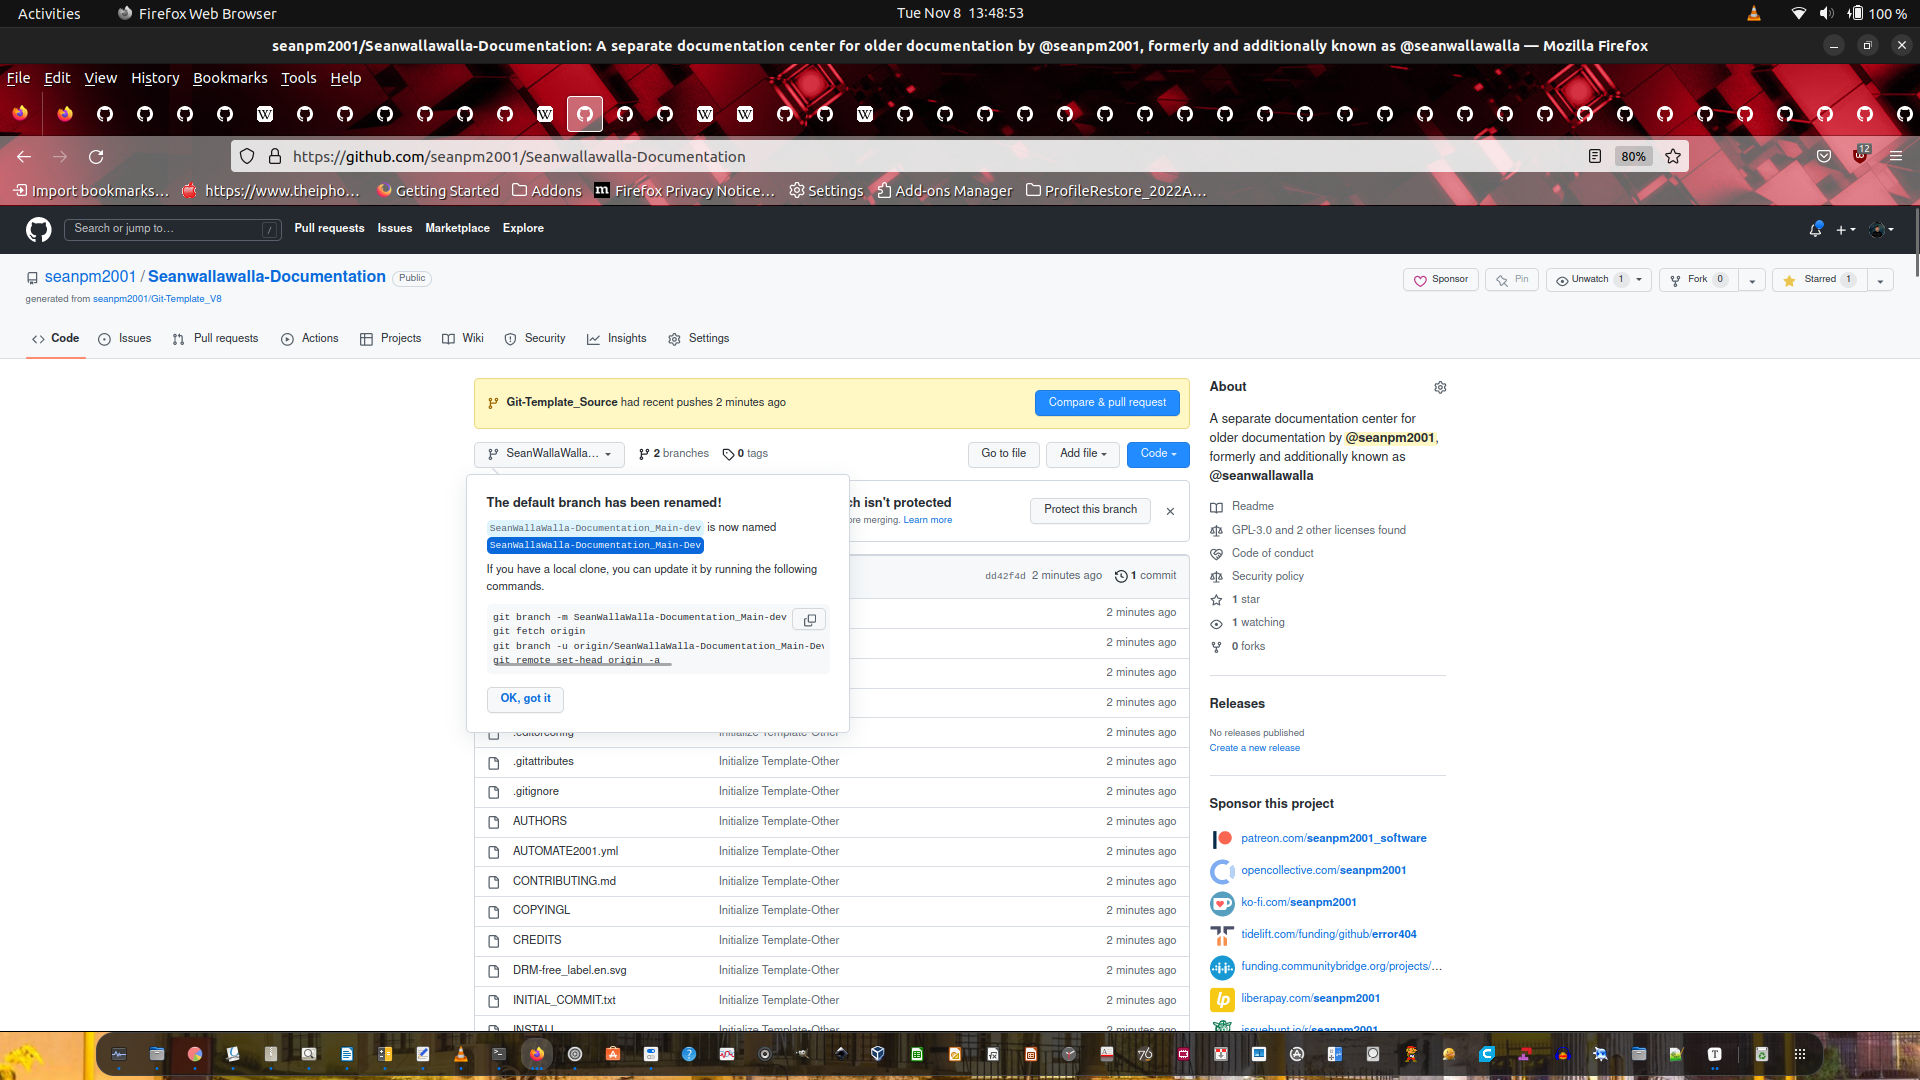 Activities
Firefox Web Browser
Tue Nov 8 13:48:53
100 %
seanpm2001/Seanwallawalla-Documentation: A separate documentation center for older documentation by @seanpm2001, formerly and additionally known as @seanwallawalla — Mozilla Firefox
File Edit View History Bookmarks Tools Help
https://github.com/seanpm2001/Seanwallawalla-Documentation
80%
12
Import bookmarks… https://www.theipho… Getting Started Addons Firefox Privacy Notice… Settings Add-ons Manager ProfileRestore_2022A…
Search or jump to… /
Pull requests Issues Marketplace Explore
seanpm2001 / Seanwallawalla-Documentation Public
generated from seanpm2001/Git-Template_V8
Sponsor Pin Unwatch 1 Fork 0 Starred 1
Code Issues Pull requests Actions Projects Wiki Security Insights Settings
Git-Template_Source had recent pushes 2 minutes ago
Compare & pull request
SeanWallaWalla… 2 branches 0 tags
Go to file Add file Code
The default branch has been renamed!
SeanWallaWalla-Documentation_Main-dev is now named
SeanWallaWalla-Documentation_Main-Dev
If you have a local clone, you can update it by running the following
commands.
git branch -m SeanWallaWalla-Documentation_Main-dev
git fetch origin
git branch -u origin/SeanWallaWalla-Documentation_Main-Dev
git remote set-head origin -a
OK, got it
ch isn't protected
ore merging. Learn more
Protect this branch
dd42f4d 2 minutes ago 1 commit
2 minutes ago
2 minutes ago
2 minutes ago
2 minutes ago
.editorconfig Initialize Template-Other 2 minutes ago
.gitattributes Initialize Template-Other 2 minutes ago
.gitignore Initialize Template-Other 2 minutes ago
AUTHORS Initialize Template-Other 2 minutes ago
AUTOMATE2001.yml Initialize Template-Other 2 minutes ago
CONTRIBUTING.md Initialize Template-Other 2 minutes ago
COPYINGL Initialize Template-Other 2 minutes ago
CREDITS Initialize Template-Other 2 minutes ago
DRM-free_label.en.svg Initialize Template-Other 2 minutes ago
INITIAL_COMMIT.txt Initialize Template-Other 2 minutes ago
INSTALL Initialize Template-Other 2 minutes ago
About
A separate documentation center for
older documentation by @seanpm2001,
formerly and additionally known as
@seanwallawalla
Readme
GPL-3.0 and 2 other licenses found
Code of conduct
Security policy
1 star
1 watching
0 forks
Releases
No releases published
Create a new release
Sponsor this project
patreon.com/seanpm2001_software
opencollective.com/seanpm2001
ko-fi.com/seanpm2001
tidelift.com/funding/github/error404
funding.communitybridge.org/projects/…
liberapay.com/seanpm2001
issuehunt.io/r/seanpm2001